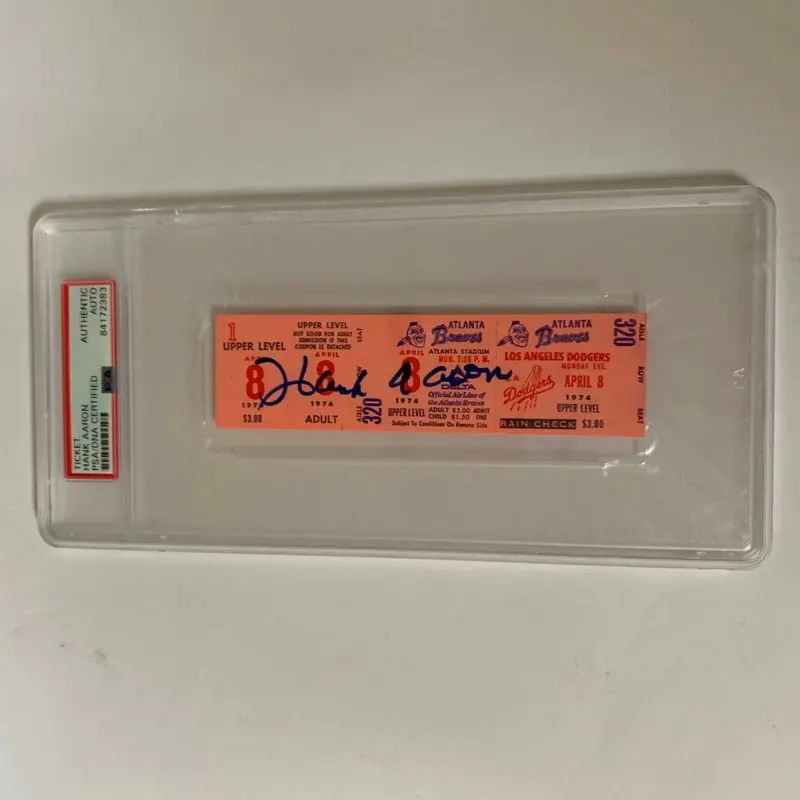 TICKET
HANK AARON
PSA/DNA CERTIFIED
AUTHENTIC
AUTO
84172383
1
UPPER LEVEL
APRIL
8
$3.00
UPPER LEVEL
NOT GOOD FOR ADULT
ADMISSION IF THIS
COUPON IS DETACHED
APRIL
8
1974
ADULT
SEAT
ROW
AISLE
320
Hank Aaron
ATLANTA
Braves
APRIL
8
1974
UPPER LEVEL
ATLANTA STADIUM
MON. 7:35 P. M.
DELTA
Official Air Line of
the Atlanta Braves
ADULT $3.00 ADMIT
CHILD $1.50 ONE
Subject To Conditions On Reverse Side
ATLANTA
Braves
LOS ANGELES DODGERS
MONDAY EVE.
LA
Dodgers
APRIL 8
1974
UPPER LEVEL
RAIN CHECK
$3.00
AISLE
320
ROW
SEAT